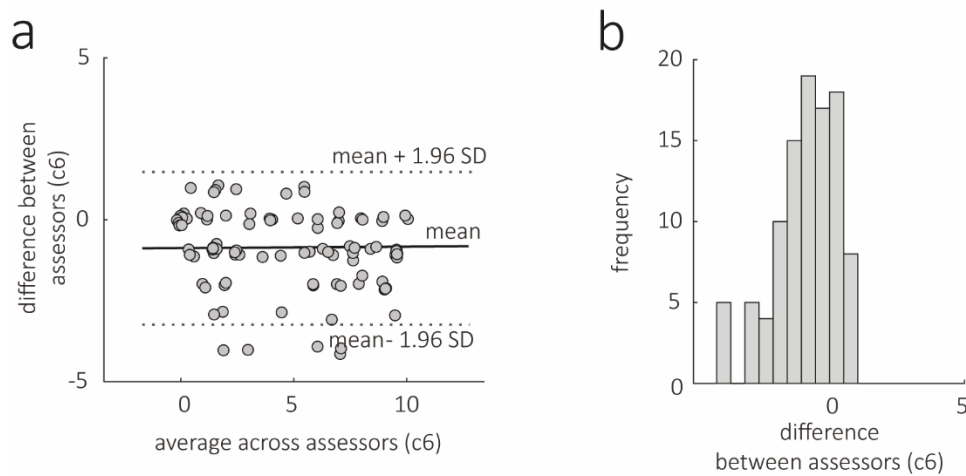 a
5
0
-5
difference between
assessors (c6)
mean + 1.96 SD
mean
mean- 1.96 SD
0
5
10
average across assessors (c6)
b
20
15
10
5
0
frequency
0
5
difference
between assessors (c6)